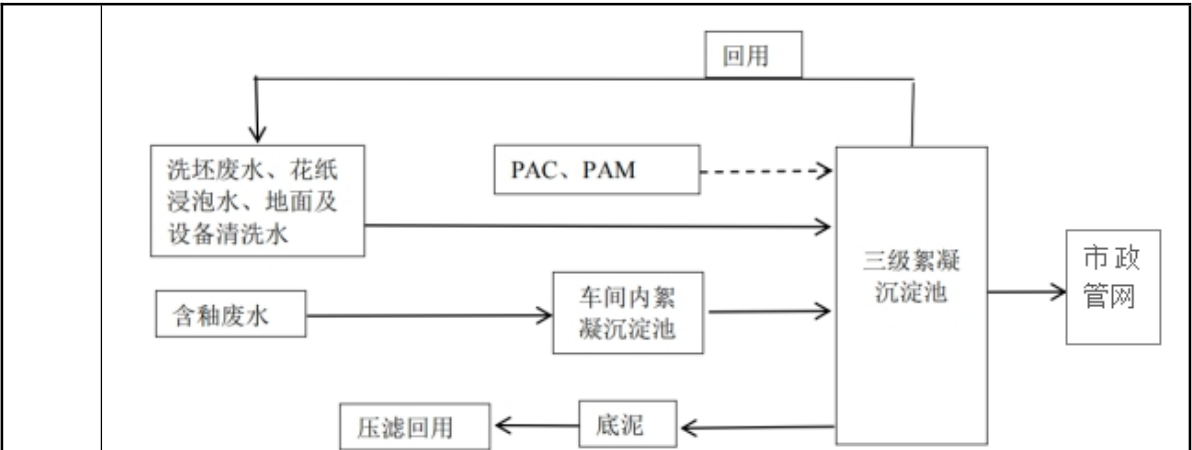 回用
洗坯废水、花纸
浸泡水、地面及
设备清洗水
PAC、PAM
三级絮凝
沉淀池
市政
管网
含釉废水
车间内絮
凝沉淀池
压滤回用
底泥